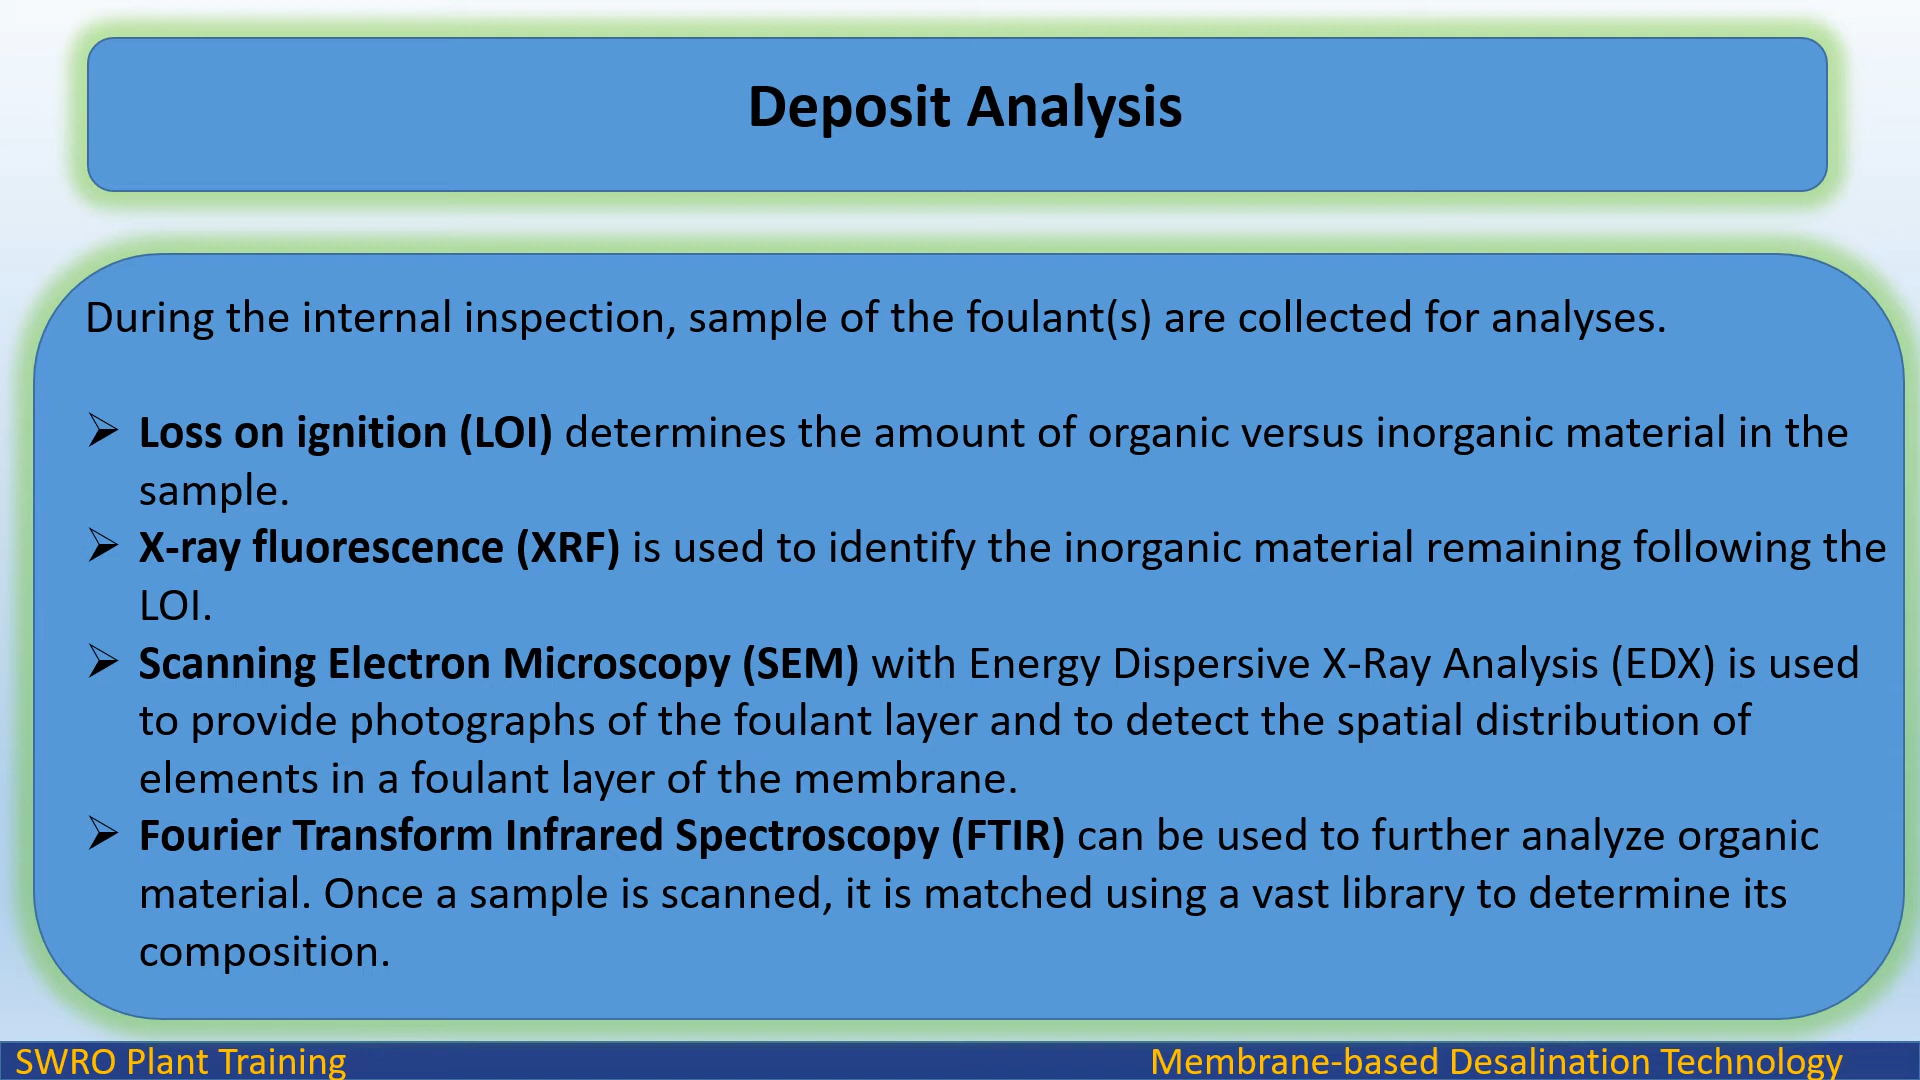 Deposit Analysis
During the internal inspection, sample of the foulant(s) are collected for analyses.
➢ Loss on ignition (LOI) determines the amount of organic versus inorganic material in the
sample.
➢ X-ray fluorescence (XRF) is used to identify the inorganic material remaining following the
LOI.
➢ Scanning Electron Microscopy (SEM) with Energy Dispersive X-Ray Analysis (EDX) is used
to provide photographs of the foulant layer and to detect the spatial distribution of
elements in a foulant layer of the membrane.
➢ Fourier Transform Infrared Spectroscopy (FTIR) can be used to further analyze organic
material. Once a sample is scanned, it is matched using a vast library to determine its
composition.
SWRO Plant Training
Membrane-based Desalination Technology